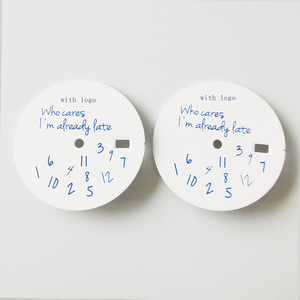 with logo
Who cares
I'm already late
3
6 11 9 7
1 4 8 12
10 2 5
with logo
Who cares
I'm already late
3
6 11 9 7
1 4 8 12
10 2 5